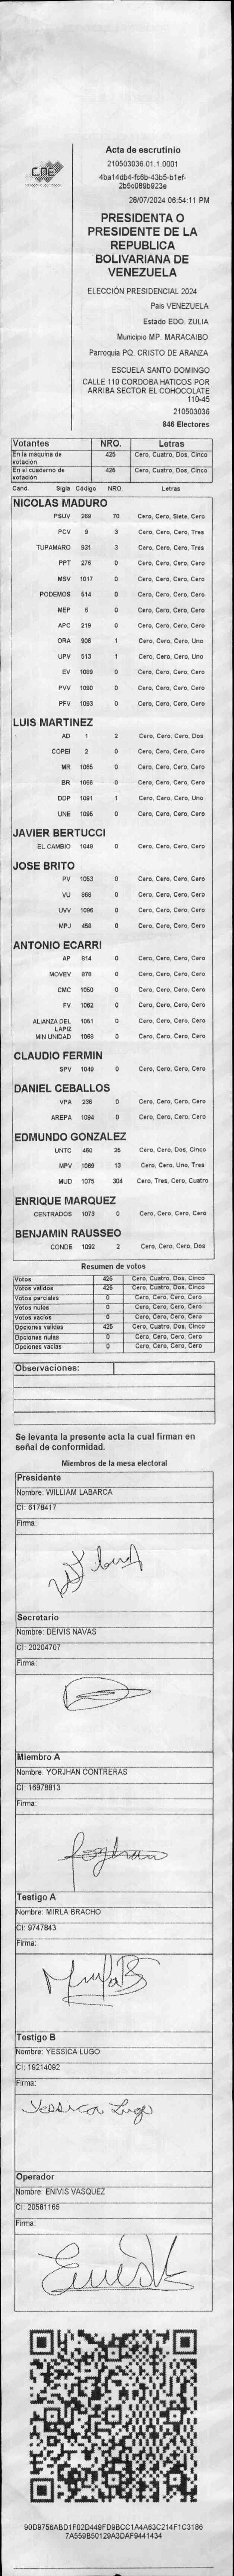 CNE
Acta de escrutinio
210503036.01.1.0001
4ba14db4-fc6b-43b5-b1ef-
2b5c089b923e
28/07/2024 06:54:11 PM
PRESIDENTA O
PRESIDENTE DE LA
REPUBLICA
BOLIVARIANA DE
VENEZUELA
ELECCIÓN PRESIDENCIAL 2024
Pais VENEZUELA
Estado EDO. ZULIA
Municipio MP. MARACAIBO
Parroquia PQ. CRISTO DE ARANZA
ESCUELA SANTO DOMINGO
CALLE 110 CORDOBA HATICOS POR
ARRIBA SECTOR EL COHOCOLATE
110-45
210503036
846 Electores
Votantes NRO. Letras
En la máquina de votación 425 Cero, Cuatro, Dos, Cinco
En el cuaderno de votación 425 Cero, Cuatro, Dos, Cinco
Cand. Sigla Código NRO. Letras
NICOLAS MADURO
PSUV 269 70 Cero, Cero, Siete, Cero
PCV 9 3 Cero, Cero, Cero, Tres
TUPAMARO 931 3 Cero, Cero, Cero, Tres
PPT 276 0 Cero, Cero, Cero, Cero
MSV 1017 0 Cero, Cero, Cero, Cero
PODEMOS 514 0 Cero, Cero, Cero, Cero
MEP 6 0 Cero, Cero, Cero, Cero
APC 219 0 Cero, Cero, Cero, Cero
ORA 906 1 Cero, Cero, Cero, Uno
UPV 513 1 Cero, Cero, Cero, Uno
EV 1089 0 Cero, Cero, Cero, Cero
PVV 1090 0 Cero, Cero, Cero, Cero
PFV 1093 0 Cero, Cero, Cero, Cero
LUIS MARTINEZ
AD 1 2 Cero, Cero, Cero, Dos
COPEI 2 0 Cero, Cero, Cero, Cero
MR 1065 0 Cero, Cero, Cero, Cero
BR 1066 0 Cero, Cero, Cero, Cero
DDP 1091 1 Cero, Cero, Cero, Uno
UNE 1095 0 Cero, Cero, Cero, Cero
JAVIER BERTUCCI
EL CAMBIO 1049 0 Cero, Cero, Cero, Cero
JOSE BRITO
PV 1053 0 Cero, Cero, Cero, Cero
VU 866 0 Cero, Cero, Cero, Cero
UVV 1096 0 Cero, Cero, Cero, Cero
MPJ 456 0 Cero, Cero, Cero, Cero
ANTONIO ECARRI
AP 814 0 Cero, Cero, Cero, Cero
MOVEV 878 0 Cero, Cero, Cero, Cero
CMC 1050 0 Cero, Cero, Cero, Cero
FV 1062 0 Cero, Cero, Cero, Cero
ALIANZA DEL LAPIZ 1051 0 Cero, Cero, Cero, Cero
MIN UNIDAD 1069 0 Cero, Cero, Cero, Cero
CLAUDIO FERMIN
SPV 1049 0 Cero, Cero, Cero, Cero
DANIEL CEBALLOS
VPA 236 0 Cero, Cero, Cero, Cero
AREPA 1094 0 Cero, Cero, Cero, Cero
EDMUNDO GONZALEZ
UNTC 460 25 Cero, Cero, Dos, Cinco
MPV 1069 13 Cero, Cero, Uno, Tres
MUD 1075 304 Cero, Tres, Cero, Cuatro
ENRIQUE MARQUEZ
CENTRADOS 1073 0 Cero, Cero, Cero, Cero
BENJAMIN RAUSSEO
CONDE 1092 2 Cero, Cero, Cero, Dos
Resumen de votos
Votos 425 Cero, Cuatro, Dos, Cinco
Votos validos 425 Cero, Cuatro, Dos, Cinco
Votos parciales 0 Cero, Cero, Cero, Cero
Votos nulos 0 Cero, Cero, Cero, Cero
Votos vacios 0 Cero, Cero, Cero, Cero
Opciones validas 425 Cero, Cuatro, Dos, Cinco
Opciones nulas 0 Cero, Cero, Cero, Cero
Opciones vacias 0 Cero, Cero, Cero, Cero
Observaciones:
Se levanta la presente acta la cual firman en
señal de conformidad.
Miembros de la mesa electoral
Presidente
Nombre: WILLIAM LABARCA
CI: 6178417
Firma:
Secretario
Nombre: DEIVIS NAVAS
CI: 20204707
Firma:
Miembro A
Nombre: YORJHAN CONTRERAS
CI: 16976813
Firma:
Testigo A
Nombre: MIRLA BRACHO
CI: 9747843
Firma:
Testigo B
Nombre: YESSICA LUGO
CI: 19214092
Firma:
Yessica Lugo
Operador
Nombre: ENIVIS VASQUEZ
CI: 20581165
Firma:
90D9756ABD1F02D449FD9BCC1A4A63C214F1C3186
7A559B50129A3DAF9441434